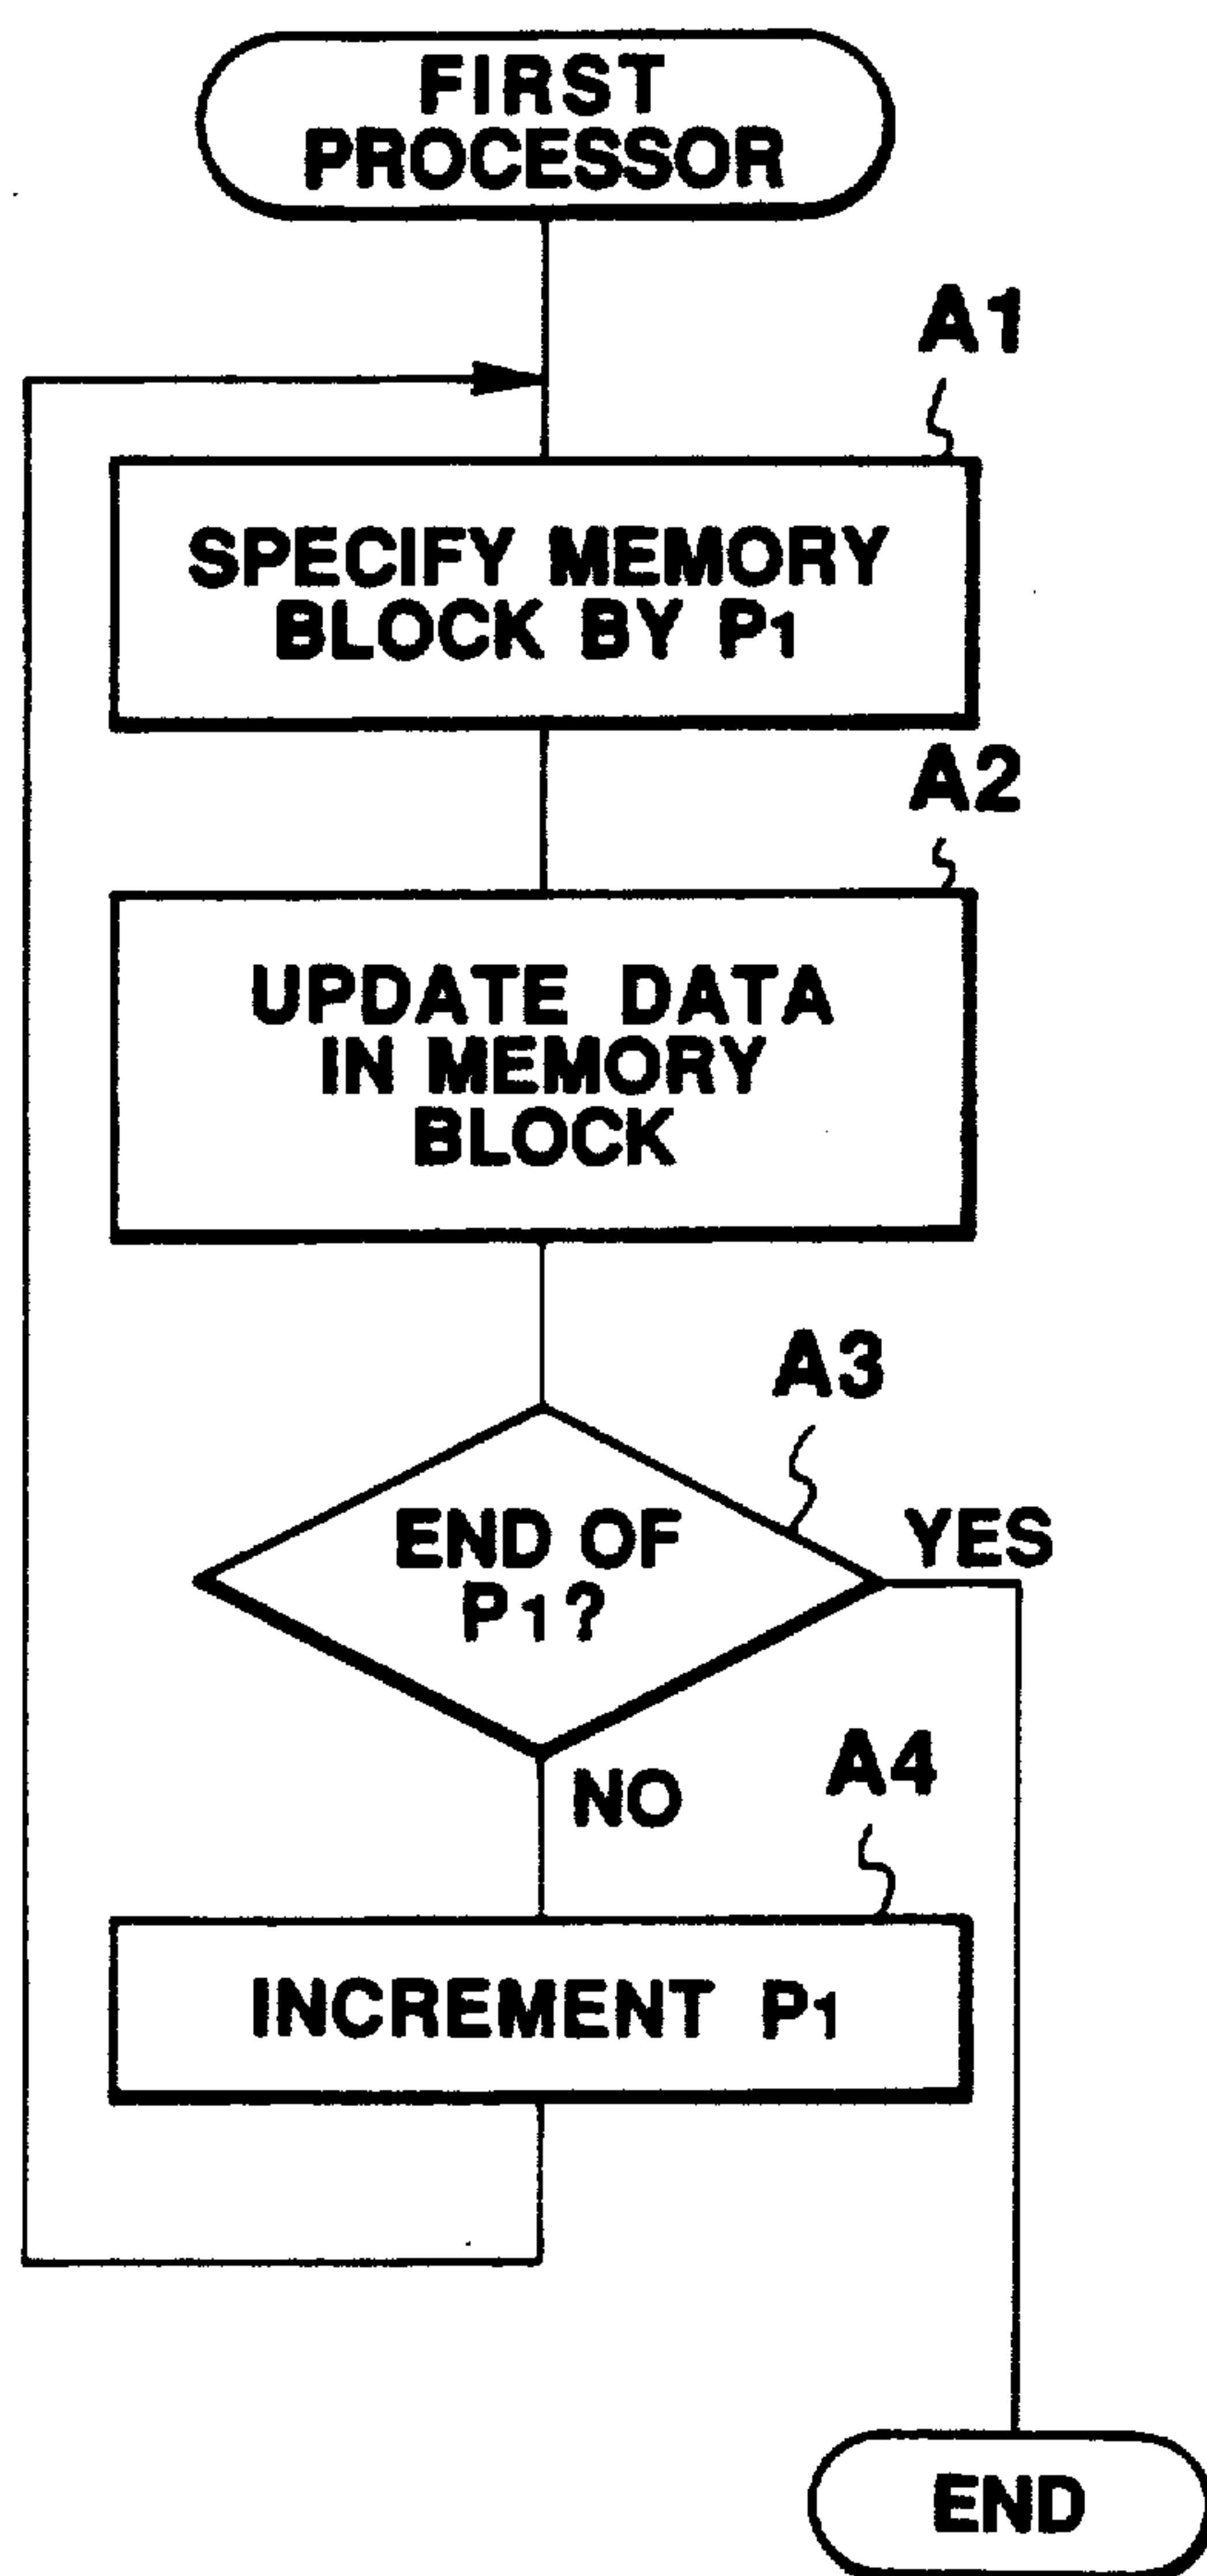 FIRST
PROCESSOR
A1
SPECIFY MEMORY
BLOCK BY P1
A2
UPDATE DATA
IN MEMORY
BLOCK
A3
END OF
P1?
YES
NO
A4
INCREMENT P1
END